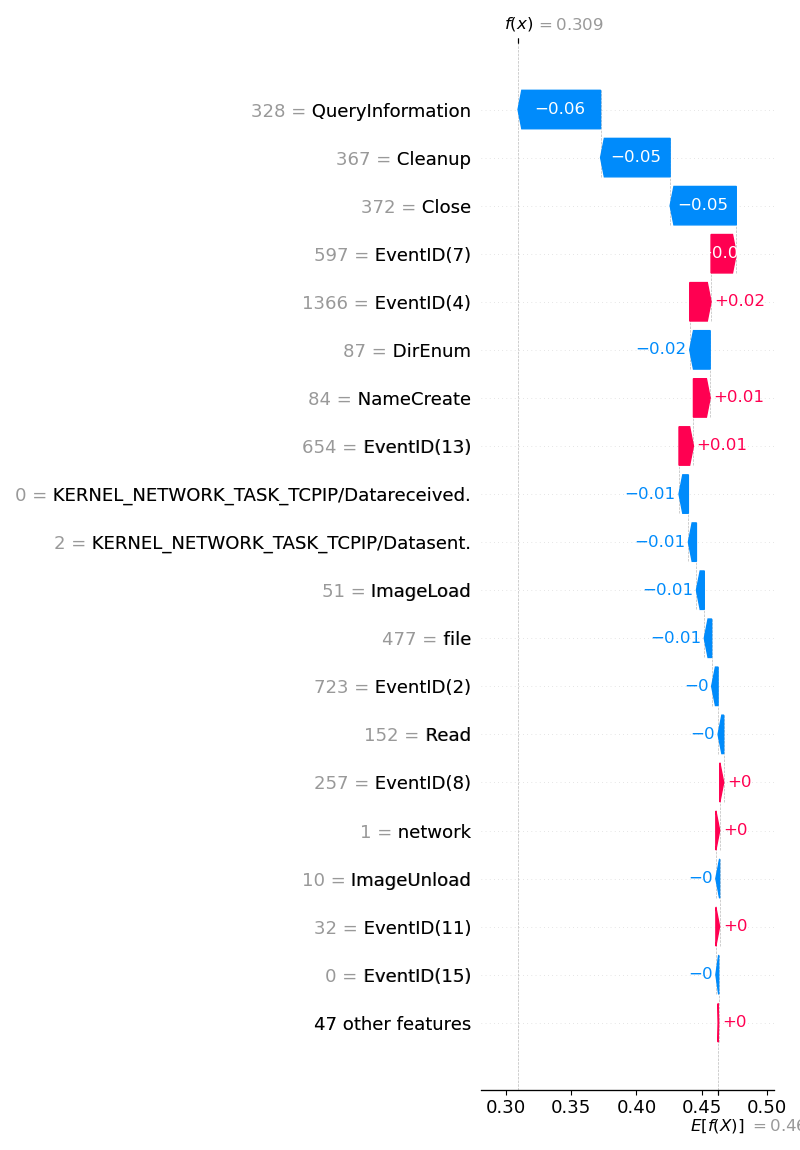 f(x) = 0.309
328 = QueryInformation −0.06
367 = Cleanup −0.05
372 = Close −0.05
597 = EventID(7)
1366 = EventID(4) +0.02
87 = DirEnum −0.02
84 = NameCreate +0.01
654 = EventID(13) +0.01
0 = KERNEL_NETWORK_TASK_TCPIP/Datareceived. −0.01
2 = KERNEL_NETWORK_TASK_TCPIP/Datasent. −0.01
51 = ImageLoad −0.01
477 = file −0.01
723 = EventID(2) −0
152 = Read −0
257 = EventID(8) +0
1 = network +0
10 = ImageUnload −0
32 = EventID(11) +0
0 = EventID(15) −0
47 other features +0
0.30 0.35 0.40 0.45 0.50
E[f(X)] = 0.46